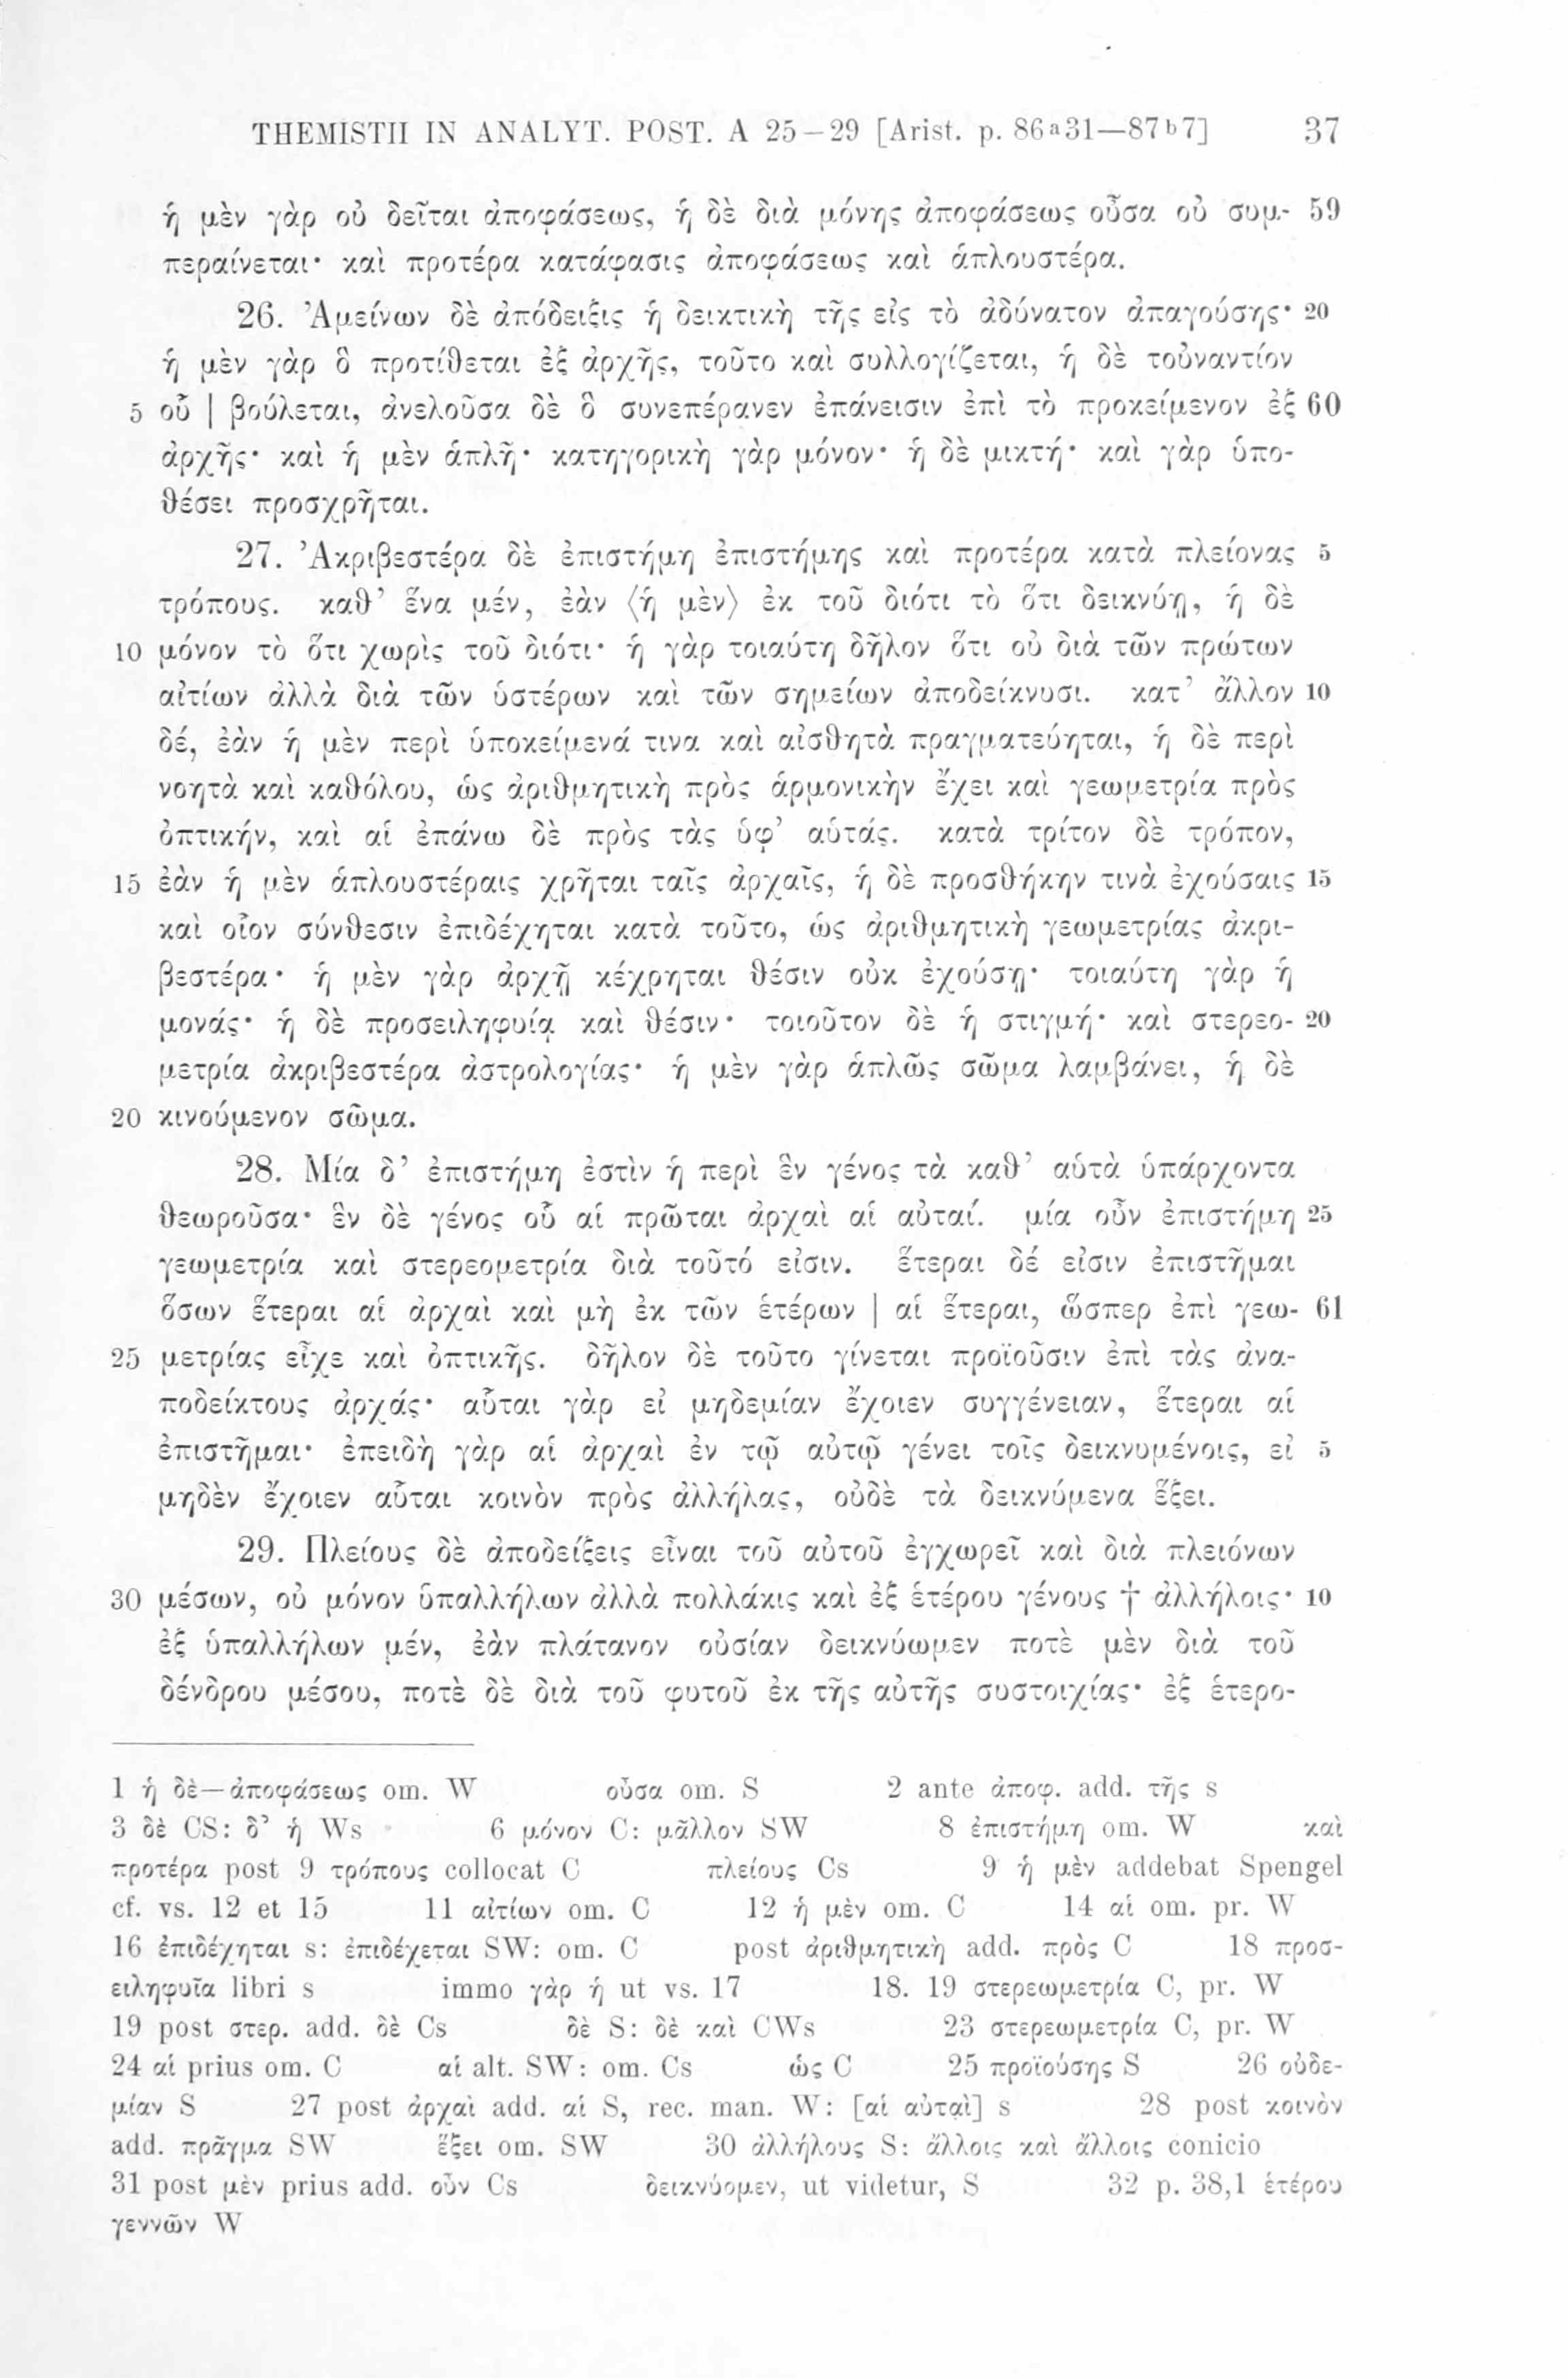 THEMISTII IN ANALYT. POST. A 25—29 [Arist. p. 86ᵃ31—87ᵇ7] 37
ἡ μὲν γὰρ οὐ δεῖται ἀποφάσεως, ἡ δὲ διὰ μόνης ἀποφάσεως οὖσα οὐ συμ- 59
περαίνεται· καὶ προτέρα κατάφασις ἀποφάσεως καὶ ἁπλουστέρα.
26. Ἀμείνων δὲ ἀπόδειξις ἡ δεικτικὴ τῆς εἰς τὸ ἀδύνατον ἀπαγούσης· 20
ἡ μὲν γὰρ ὃ προτίθεται ἐξ ἀρχῆς, τοῦτο καὶ συλλογίζεται, ἡ δὲ τοὐναντίον
5 οὗ | βούλεται, ἀνελοῦσα δὲ ὃ συνεπέρανεν ἐπάνεισιν ἐπὶ τὸ προκείμενον ἐξ 60
ἀρχῆς· καὶ ἡ μὲν ἁπλῆ· κατηγορικὴ γὰρ μόνον· ἡ δὲ μικτή· καὶ γὰρ ὑπο-
θέσει προσχρῆται.
27. Ἀκριβεστέρα δὲ ἐπιστήμη ἐπιστήμης καὶ προτέρα κατὰ πλείονας 5
τρόπους. καθ’ ἕνα μέν, ἐὰν ⟨ἡ μὲν⟩ ἐκ τοῦ διότι τὸ ὅτι δεικνύῃ, ἡ δὲ
10 μόνον τὸ ὅτι χωρὶς τοῦ διότι· ἡ γὰρ τοιαύτη δῆλον ὅτι οὐ διὰ τῶν πρώτων
αἰτίων ἀλλὰ διὰ τῶν ὑστέρων καὶ τῶν σημείων ἀποδείκνυσι. κατ’ ἄλλον 10
δέ, ἐὰν ἡ μὲν περὶ ὑποκείμενά τινα καὶ αἰσθητὰ πραγματεύηται, ἡ δὲ περὶ
νοητὰ καὶ καθόλου, ὡς ἀριθμητικὴ πρὸς ἁρμονικὴν ἔχει καὶ γεωμετρία πρὸς
ὀπτικήν, καὶ αἱ ἐπάνω δὲ πρὸς τὰς ὑφ’ αὑτάς. κατὰ τρίτον δὲ τρόπον,
15 ἐὰν ἡ μὲν ἁπλουστέραις χρῆται ταῖς ἀρχαῖς, ἡ δὲ προσθήκην τινὰ ἐχούσαις 15
καὶ οἷον σύνθεσιν ἐπιδέχηται κατὰ τοῦτο, ὡς ἀριθμητικὴ γεωμετρίας ἀκρι-
βεστέρα· ἡ μὲν γὰρ ἀρχῇ κέχρηται θέσιν οὐκ ἐχούσῃ· τοιαύτη γὰρ ἡ
μονάς· ἡ δὲ προσειληφυίᾳ καὶ θέσιν· τοιοῦτον δὲ ἡ στιγμή· καὶ στερεο- 20
μετρία ἀκριβεστέρα ἀστρολογίας· ἡ μὲν γὰρ ἁπλῶς σῶμα λαμβάνει, ἡ δὲ
20 κινούμενον σῶμα.
28. Μία δ’ ἐπιστήμη ἐστὶν ἡ περὶ ἓν γένος τὰ καθ’ αὑτὰ ὑπάρχοντα
θεωροῦσα· ἓν δὲ γένος οὗ αἱ πρῶται ἀρχαὶ αἱ αὐταί. μία οὖν ἐπιστήμη 25
γεωμετρία καὶ στερεομετρία διὰ τοῦτό εἰσιν. ἕτεραι δέ εἰσιν ἐπιστῆμαι
ὅσων ἕτεραι αἱ ἀρχαὶ καὶ μὴ ἐκ τῶν ἑτέρων | αἱ ἕτεραι, ὥσπερ ἐπὶ γεω- 61
25 μετρίας εἶχε καὶ ὀπτικῆς. δῆλον δὲ τοῦτο γίνεται προϊοῦσιν ἐπὶ τὰς ἀνα-
ποδείκτους ἀρχάς· αὗται γὰρ εἰ μηδεμίαν ἔχοιεν συγγένειαν, ἕτεραι αἱ
ἐπιστῆμαι· ἐπειδὴ γὰρ αἱ ἀρχαὶ ἐν τῷ αὐτῷ γένει τοῖς δεικνυμένοις, εἰ 5
μηδὲν ἔχοιεν αὗται κοινὸν πρὸς ἀλλήλας, οὐδὲ τὰ δεικνύμενα ἕξει.
29. Πλείους δὲ ἀποδείξεις εἶναι τοῦ αὐτοῦ ἐγχωρεῖ καὶ διὰ πλειόνων
30 μέσων, οὐ μόνον ὑπαλλήλων ἀλλὰ πολλάκις καὶ ἐξ ἑτέρου γένους † ἀλλήλοις· 10
ἐξ ὑπαλλήλων μέν, ἐὰν πλάτανον οὐσίαν δεικνύωμεν ποτὲ μὲν διὰ τοῦ
δένδρου μέσου, ποτὲ δὲ διὰ τοῦ φυτοῦ ἐκ τῆς αὐτῆς συστοιχίας· ἐξ ἑτερο-
1 ἡ δὲ—ἀποφάσεως om. W οὖσα om. S 2 ante ἀποφ. add. τῆς s
3 δὲ CS: δ’ ἡ Ws 6 μόνον C: μᾶλλον SW 8 ἐπιστήμη om. W καὶ
προτέρα post 9 τρόπους collocat C πλείους Cs 9 ἡ μὲν addebat Spengel
cf. vs. 12 et 15 11 αἰτίων om. C 12 ἡ μὲν om. C 14 αἱ om. pr. W
16 ἐπιδέχηται s: ἐπιδέχεται SW: om. C post ἀριθμητικὴ add. πρὸς C 18 προσ-
ειληφυῖα libri s immo γὰρ ἡ ut vs. 17 18. 19 στερεωμετρία C, pr. W
19 post στερ. add. δὲ Cs δὲ S: δὲ καὶ CWs 23 στερεωμετρία C, pr. W
24 αἱ prius om. C αἱ alt. SW: om. Cs ὡς C 25 προϊούσης S 26 οὐδε-
μίαν S 27 post ἀρχαὶ add. αἱ S, rec. man. W: [αἱ αὐταὶ] s 28 post κοινὸν
add. πρᾶγμα SW ἕξει om. SW 30 ἀλλήλους S: ἄλλοις καὶ ἄλλοις conicio
31 post μὲν prius add. οὖν Cs δεικνύομεν, ut videtur, S 32 p. 38,1 ἑτέρου
γεννῶν W